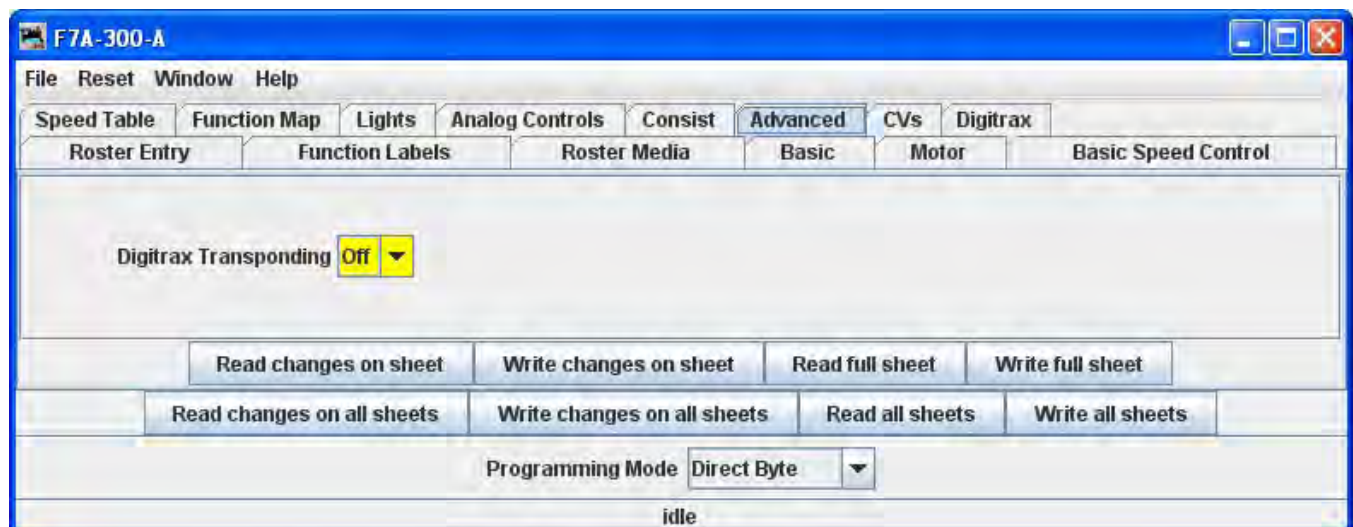 F7A-300-A
File Reset Window Help
Speed Table Function Map Lights Analog Controls Consist Advanced CVs Digitrax
Roster Entry Function Labels Roster Media Basic Motor Basic Speed Control
Digitrax Transponding Off
Read changes on sheet Write changes on sheet Read full sheet Write full sheet
Read changes on all sheets Write changes on all sheets Read all sheets Write all sheets
Programming Mode Direct Byte
idle